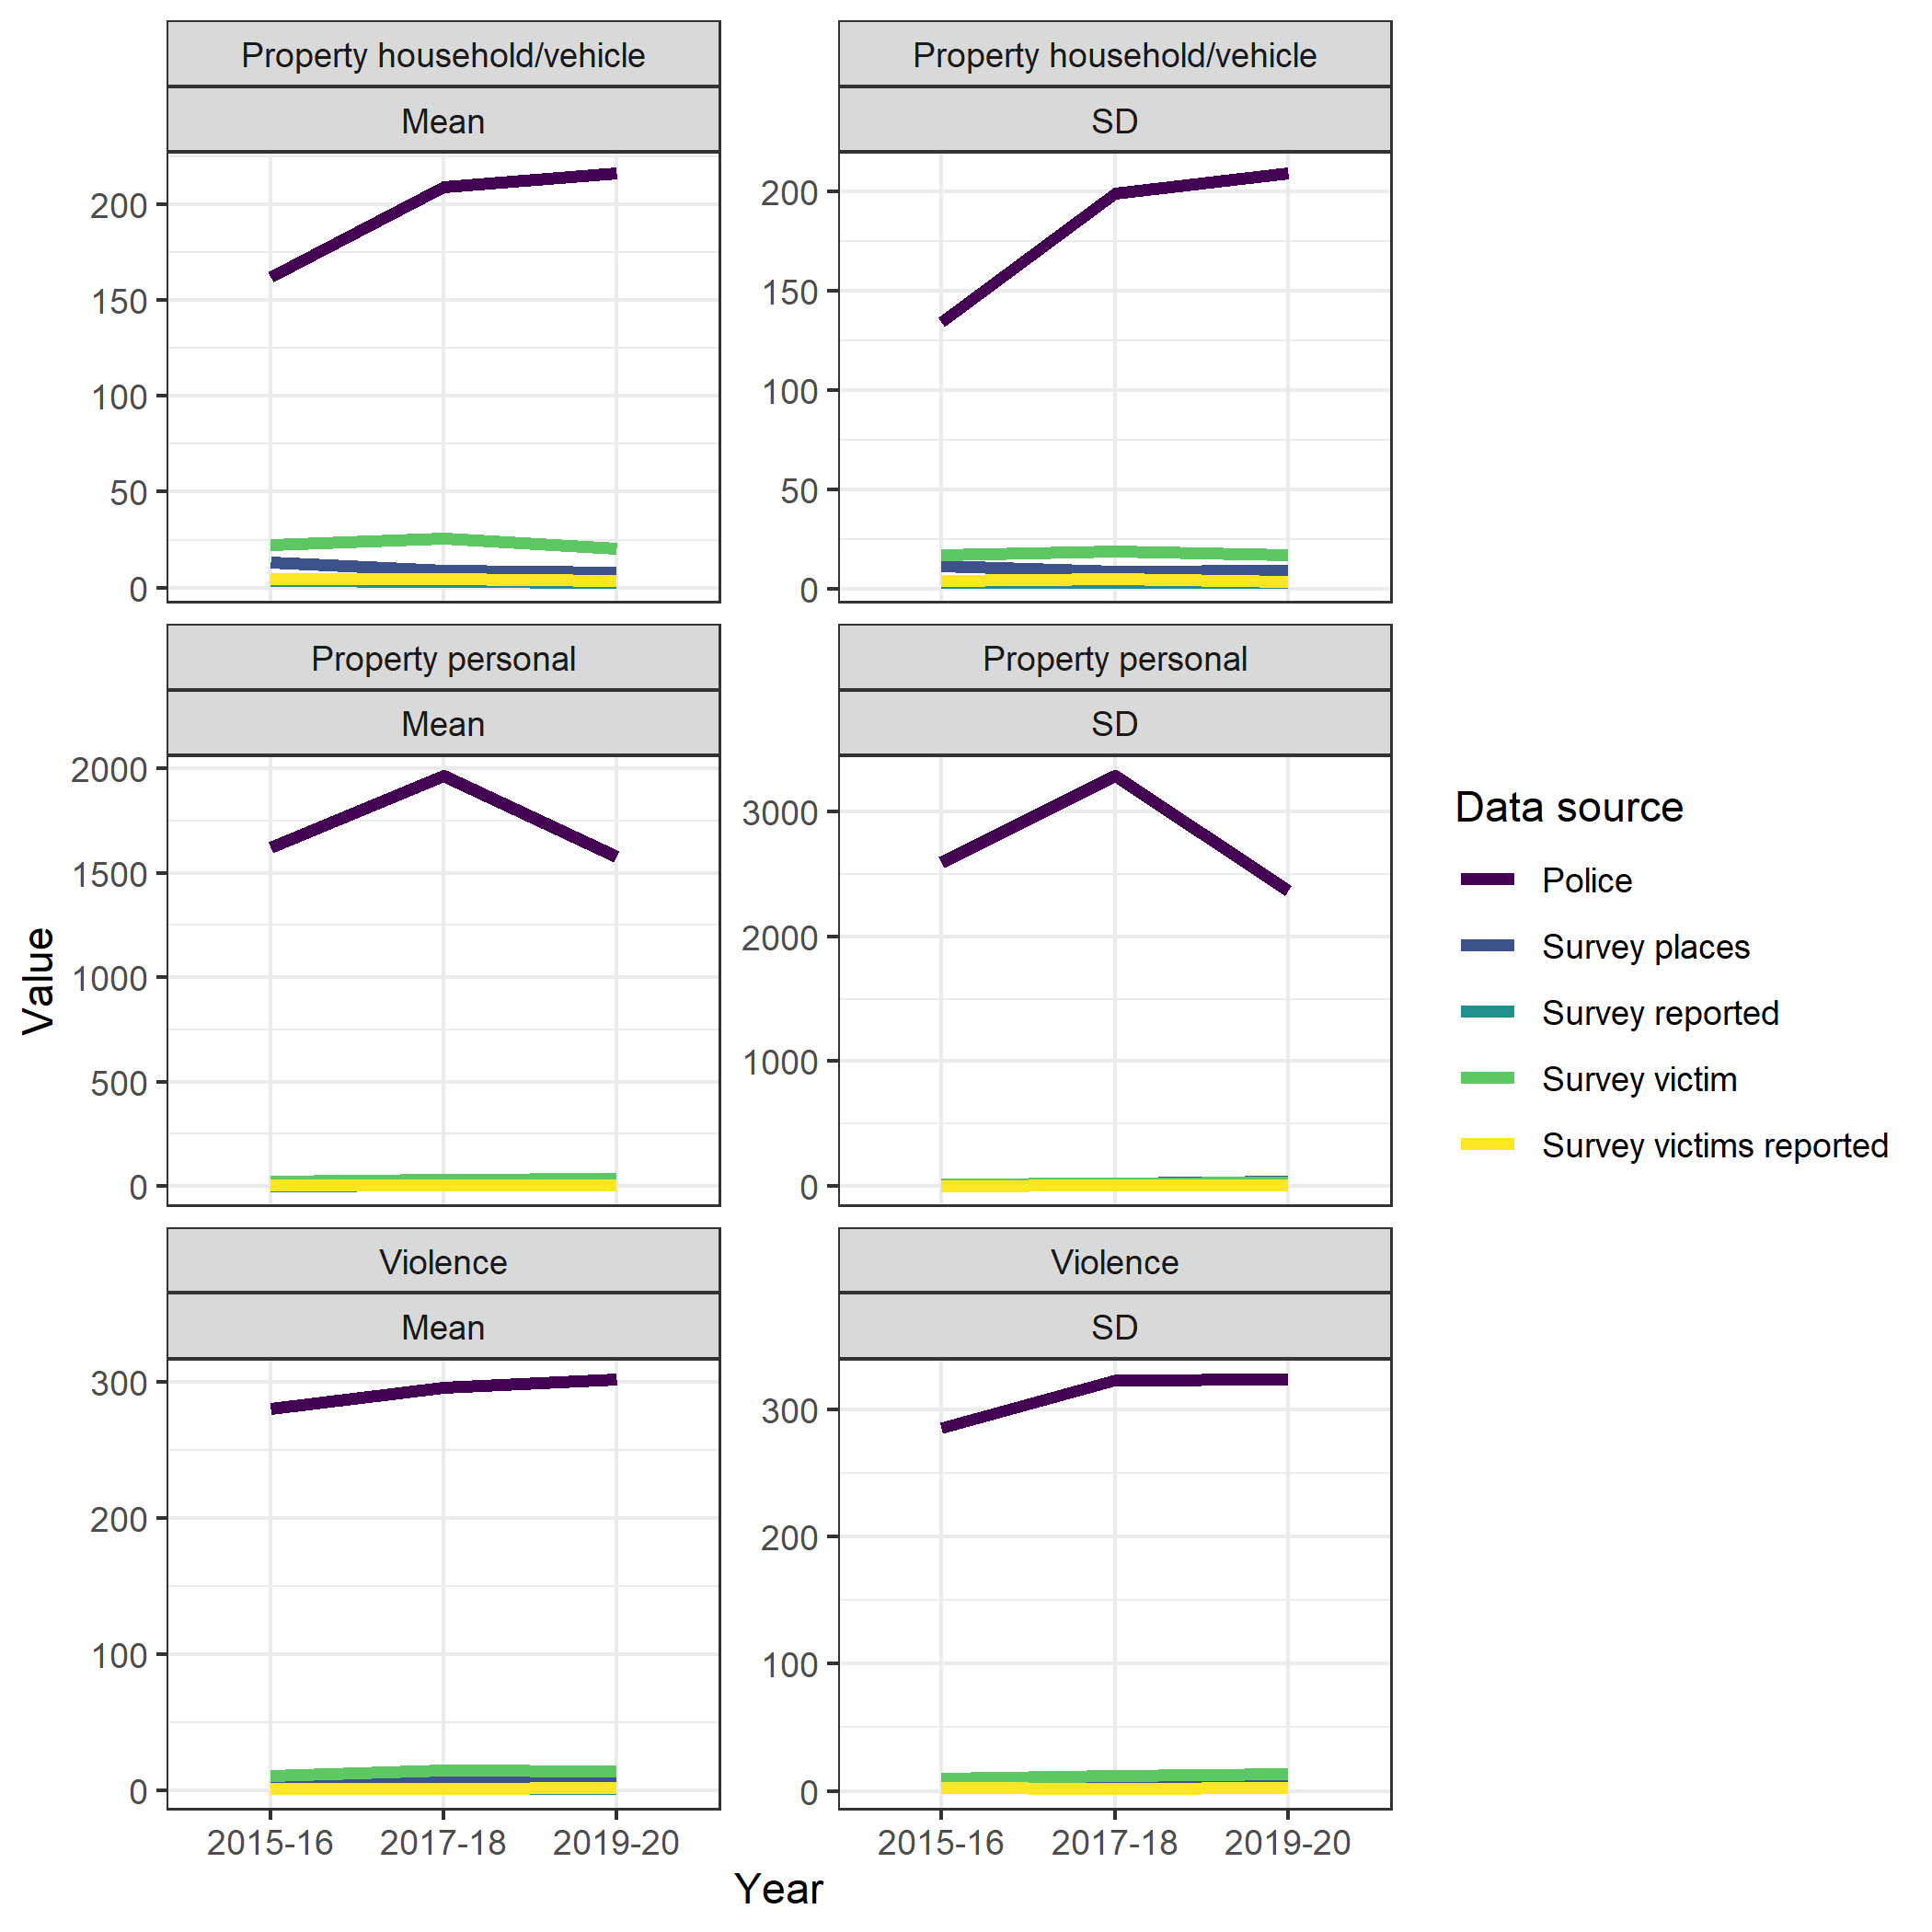 Property household/vehicle
Property household/vehicle
Mean
SD
200
150
100
50
0
200
150
100
50
0
Property personal
Property personal
Mean
SD
2000
1500
1000
500
0
3000
2000
1000
0
Violence
Violence
Mean
SD
300
200
100
0
300
200
100
0
2015-16
2017-18
2019-20
2015-16
2017-18
2019-20
Year
Value
Data source
Police
Survey places
Survey reported
Survey victim
Survey victims reported